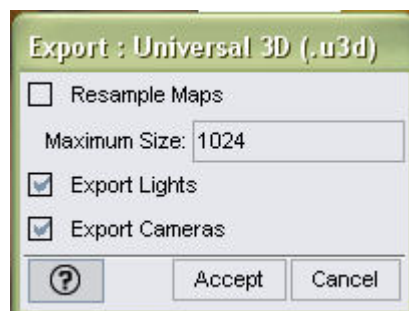 Export : Universal 3D (.u3d)
Resample Maps
Maximum Size: 1024
Export Lights
Export Cameras
? Accept Cancel